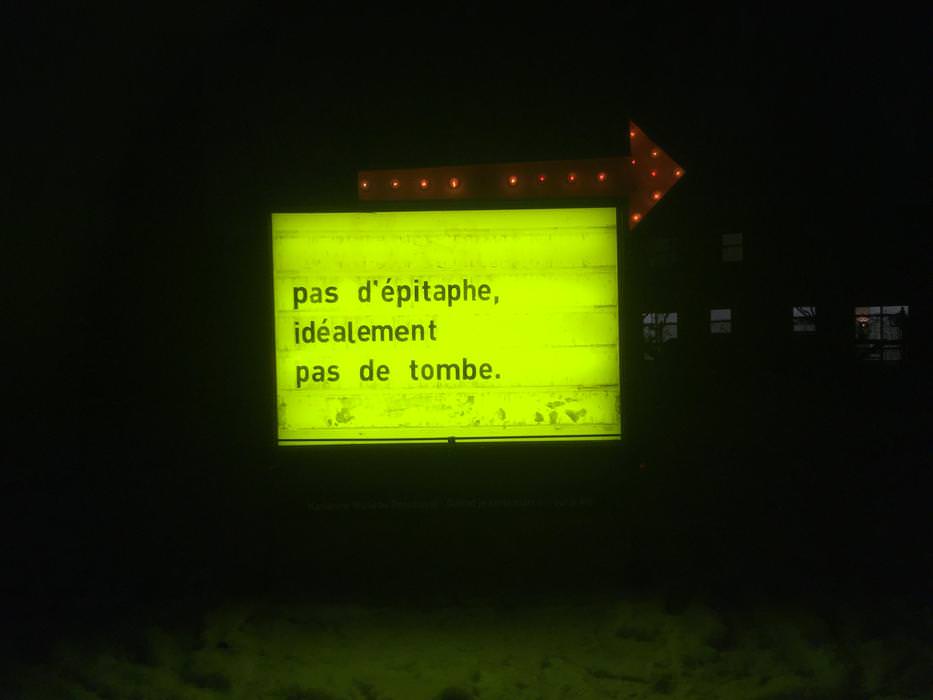 pas d'épitaphe,
idéalement
pas de tombe.